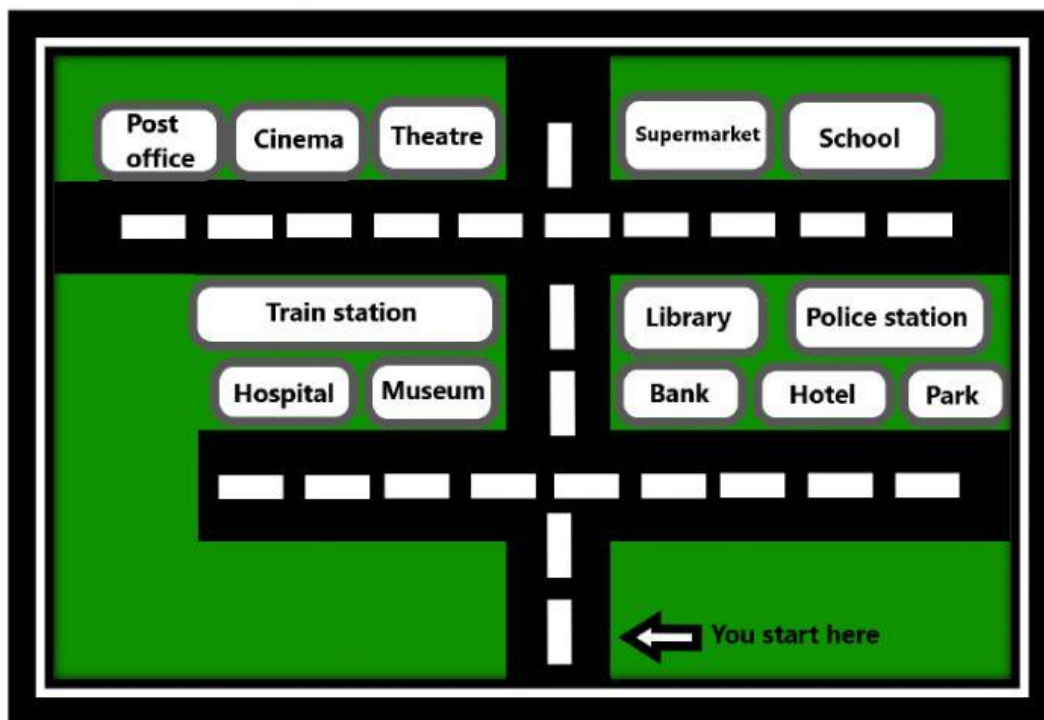 Post
office
Cinema
Theatre
Supermarket
School
Train station
Library
Police station
Hospital
Museum
Bank
Hotel
Park
You start here